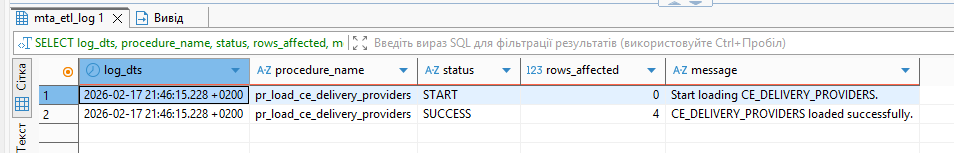 mta_etl_log 1 Вивід
SELECT log_dts, procedure_name, status, rows_affected, m Введіть вираз SQL для фільтрації результатів (використовуйте Ctrl+Пробіл)
Сітка
Текст
log_dts A-Z procedure_name A-Z status 123 rows_affected A-Z message
1 2026-02-17 21:46:15.228 +0200 pr_load_ce_delivery_providers START 0 Start loading CE_DELIVERY_PROVIDERS.
2 2026-02-17 21:46:15.228 +0200 pr_load_ce_delivery_providers SUCCESS 4 CE_DELIVERY_PROVIDERS loaded successfully.